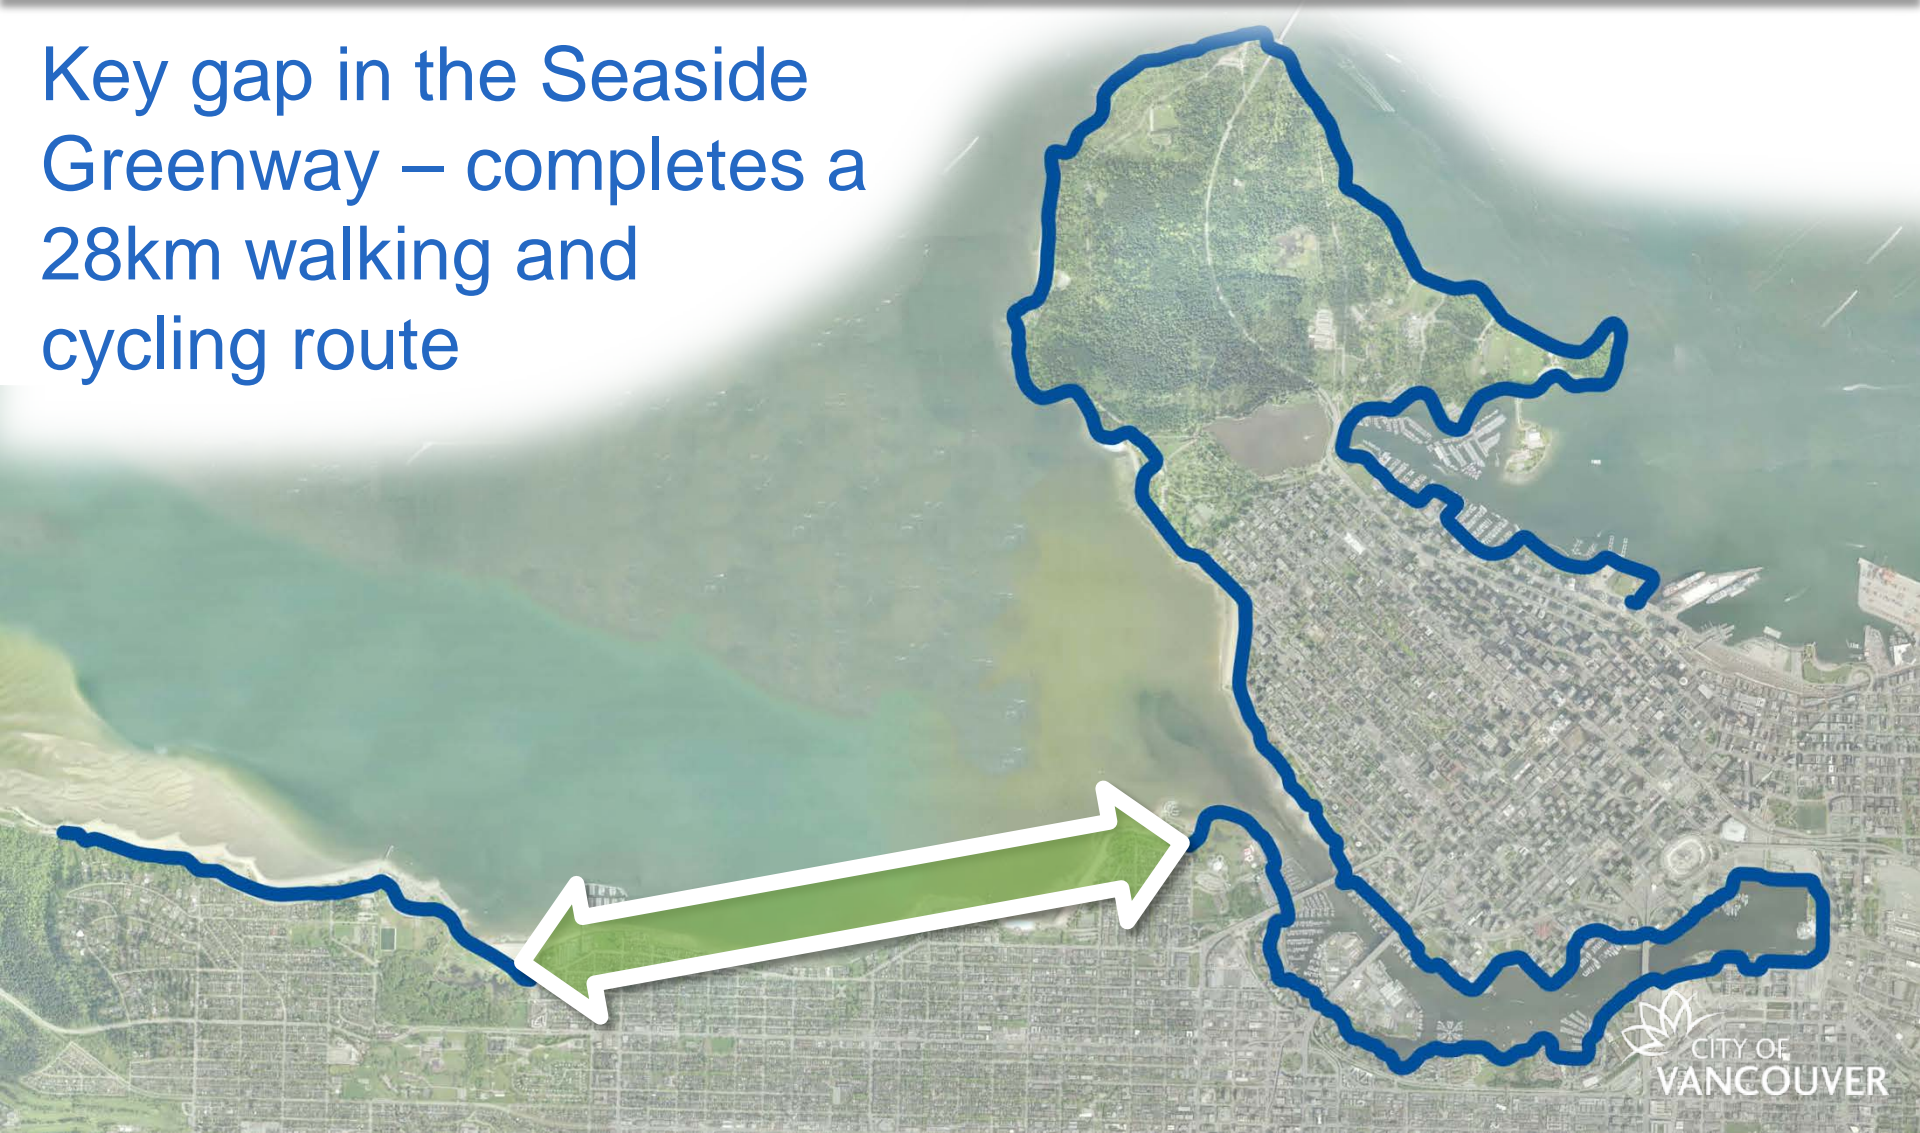 Key gap in the Seaside
Greenway – completes a
28km walking and
cycling route
CITY OF
VANCOUVER